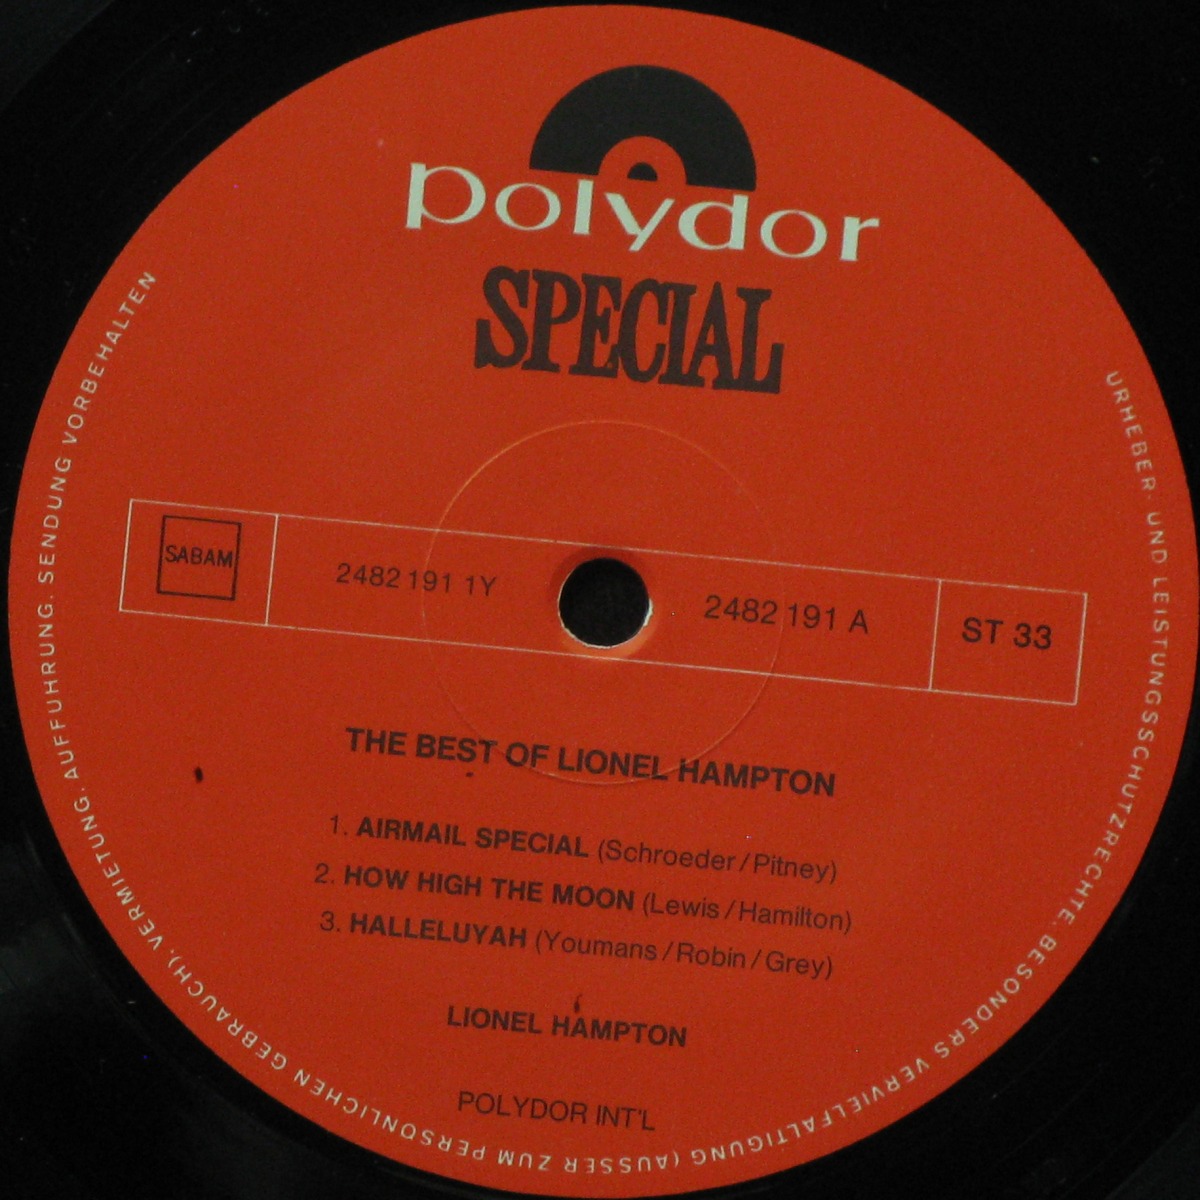 polydor
SPECIAL
SABAM
2482 191 1Y
2482 191 A
ST 33
THE BEST OF LIONEL HAMPTON
1. AIRMAIL SPECIAL (Schroeder/Pitney)
2. HOW HIGH THE MOON (Lewis/Hamilton)
3. HALLELUYAH (Youmans/Robin/Grey)
LIONEL HAMPTON
POLYDOR INT'L
URHEBER- UND LEISTUNGSSCHUTZRECHTE, BESONDERS VERVIELFÄLTIGUNG (AUSSER ZUM PERSÖNLICHEN GEBRAUCH), VERMIETUNG, AUFFÜHRUNG, SENDUNG VORBEHALTEN